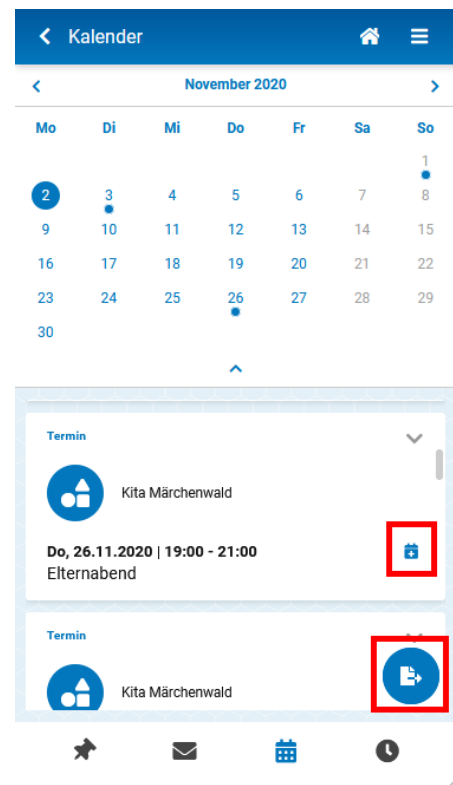 Kalender
November 2020
Mo Di Mi Do Fr Sa So
1
2 3 4 5 6 7 8
9 10 11 12 13 14 15
16 17 18 19 20 21 22
23 24 25 26 27 28 29
30
Termin
Kita Märchenwald
Do, 26.11.2020 | 19:00 - 21:00
Elternabend
Termin
Kita Märchenwald